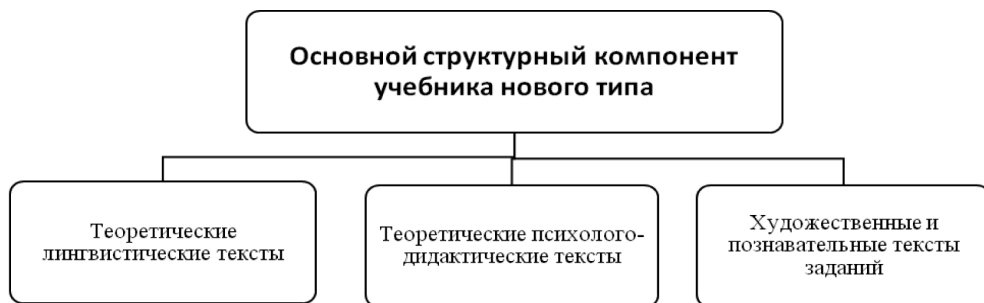 Основной структурный компонент
учебника нового типа
Теоретические
лингвистические тексты
Теоретические психолого-
дидактические тексты
Художественные и
познавательные тексты
заданий